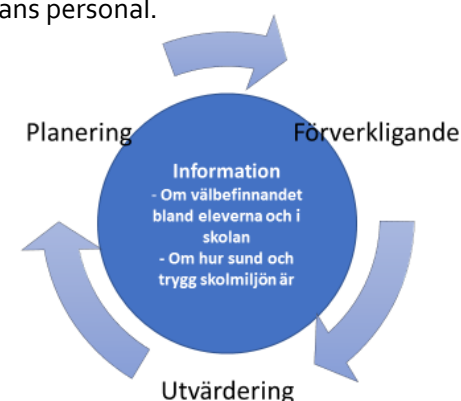 ans personal.
Planering
Förverkligande
Information
- Om välbefinnandet
bland eleverna och i
skolan
- Om hur sund och
trygg skolmiljön är
Utvärdering